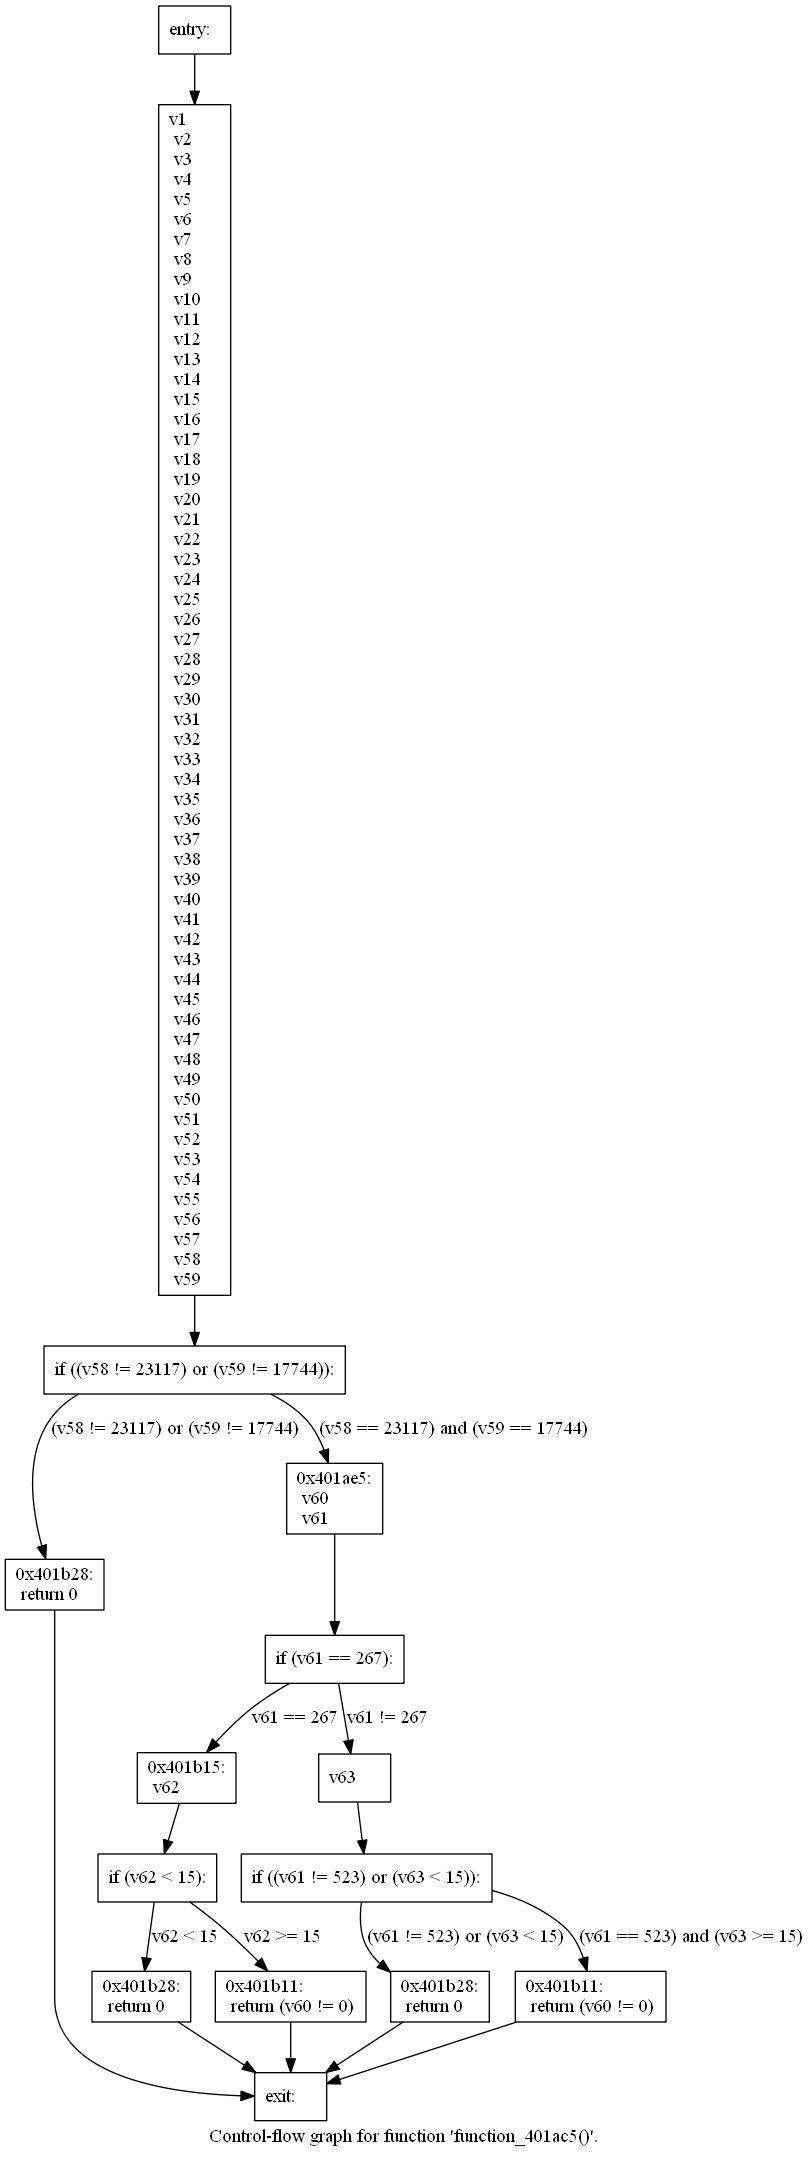 entry:
v1
v2
v3
v4
v5
v6
v7
v8
v9
v10
v11
v12
v13
v14
v15
v16
v17
v18
v19
v20
v21
v22
v23
v24
v25
v26
v27
v28
v29
v30
v31
v32
v33
v34
v35
v36
v37
v38
v39
v40
v41
v42
v43
v44
v45
v46
v47
v48
v49
v50
v51
v52
v53
v54
v55
v56
v57
v58
v59
if ((v58 != 23117) or (v59 != 17744)):
(v58 != 23117) or (v59 != 17744)
(v58 == 23117) and (v59 == 17744)
0x401ae5:
v60
v61
0x401b28:
return 0
if (v61 == 267):
v61 == 267
v61 != 267
0x401b15:
v62
v63
if (v62 < 15):
if ((v61 != 523) or (v63 < 15)):
v62 < 15
v62 >= 15
(v61 != 523) or (v63 < 15)
(v61 == 523) and (v63 >= 15)
0x401b28:
return 0
0x401b11:
return (v60 != 0)
0x401b28:
return 0
0x401b11:
return (v60 != 0)
exit:
Control-flow graph for function 'function_401ac5()'.